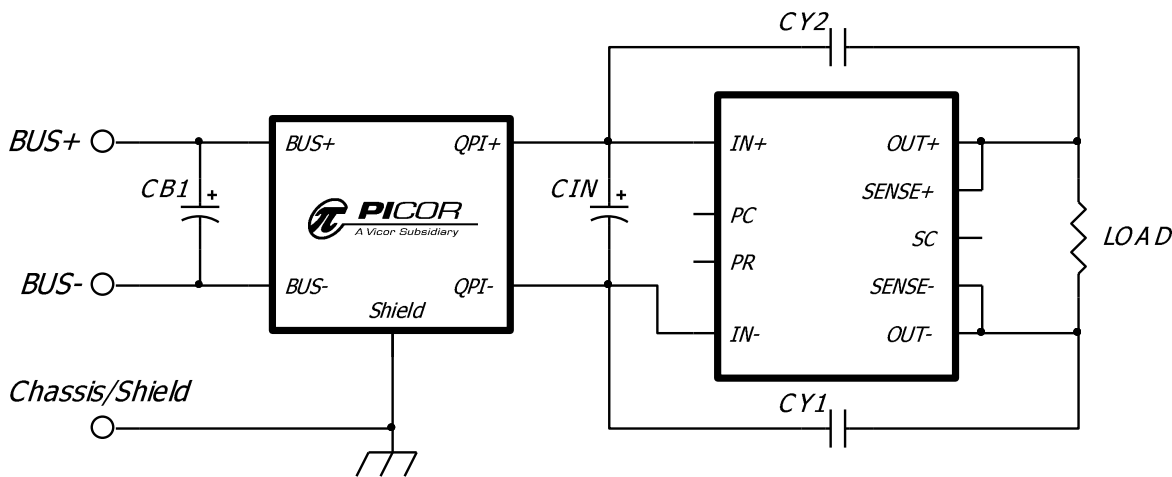 CY2
BUS+
BUS+
QPI+
IN+
OUT+
CB1
+
CIN
+
SENSE+
π PICOR
A Vicor Subsidiary
PC
SC
LOAD
PR
BUS-
BUS-
QPI-
SENSE-
Shield
IN-
OUT-
Chassis/Shield
CY1